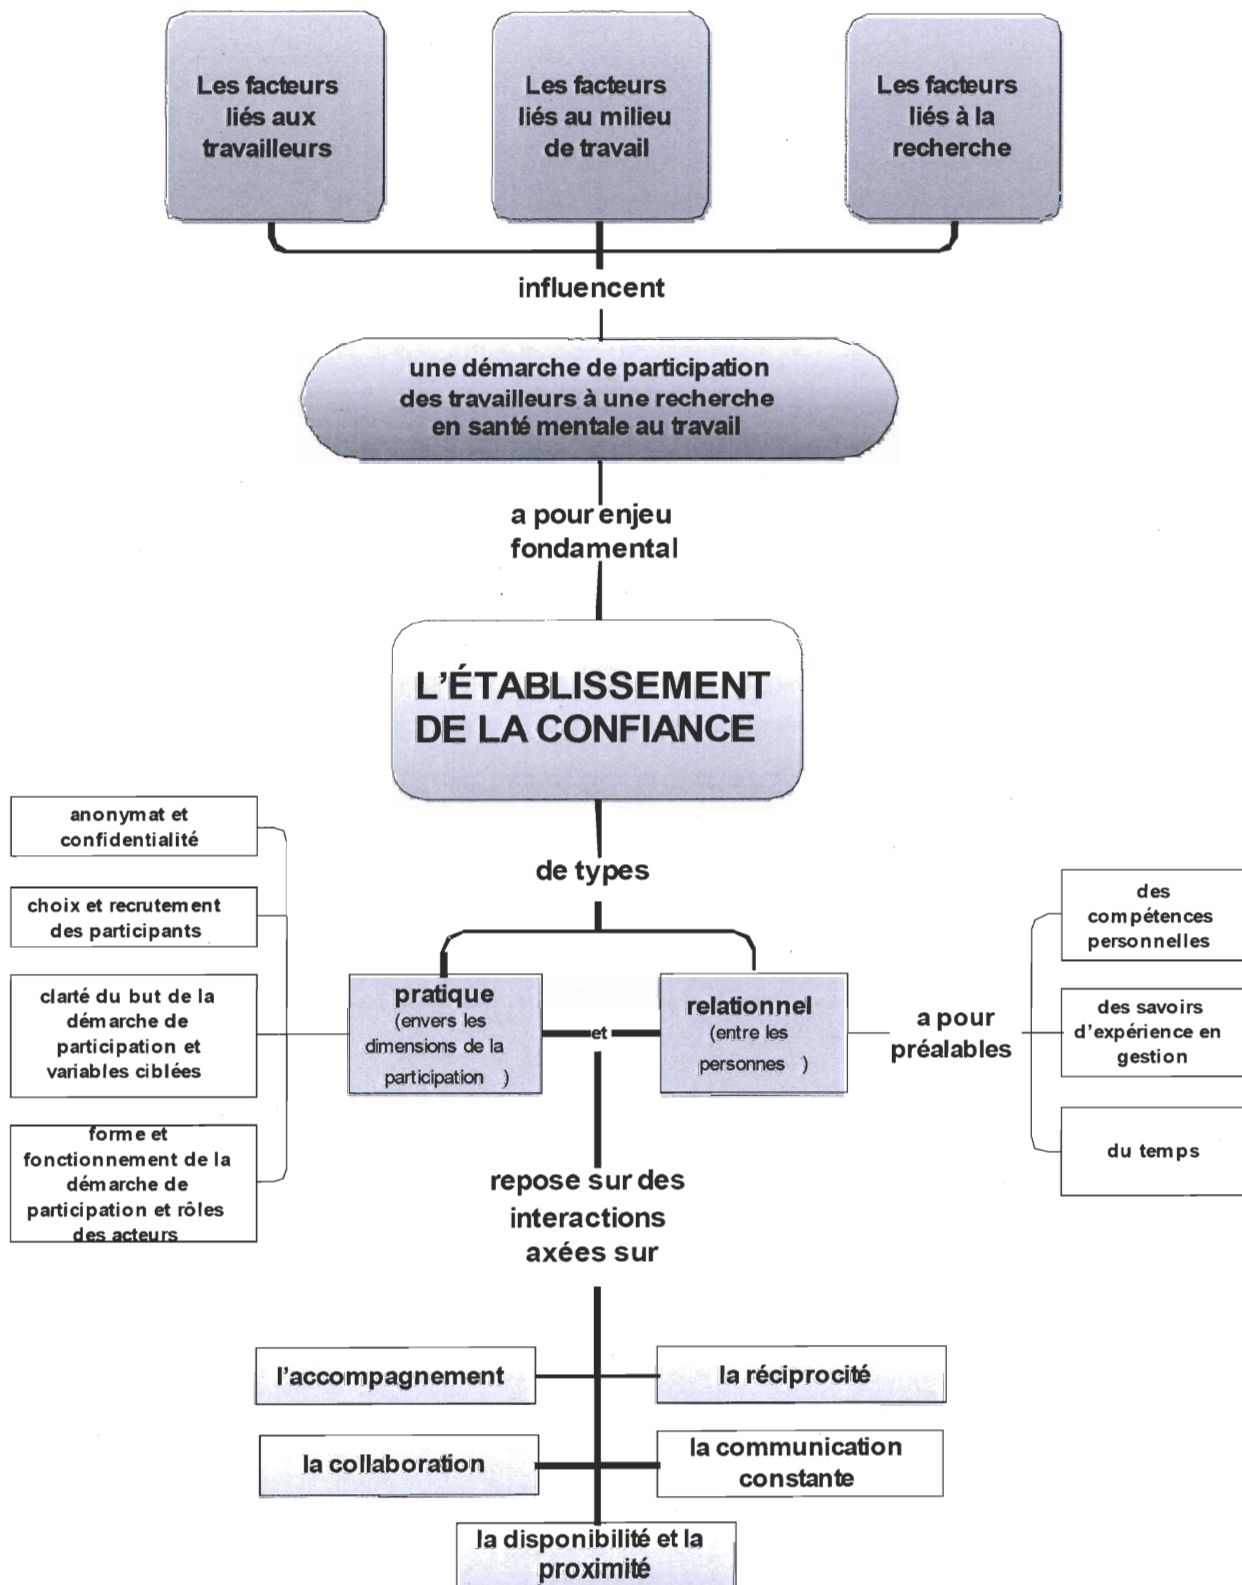 Les facteurs
liés aux
travailleurs
Les facteurs
liés au milieu
de travail
Les facteurs
liés à la
recherche
influencent
une démarche de participation
des travailleurs à une recherche
en santé mentale au travail
a pour enjeu
fondamental
L'ÉTABLISSEMENT
DE LA CONFIANCE
de types
anonymat et
confidentialité
choix et recrutement
des participants
clarté du but de la
démarche de
participation et
variables ciblées
forme et
fonctionnement de la
démarche de
participation et rôles
des acteurs
pratique
(envers les
dimensions de la
participation )
et
relationnel
(entre les
personnes )
a pour
préalables
des
compétences
personnelles
des savoirs
d'expérience en
gestion
du temps
repose sur des
interactions
axées sur
l'accompagnement
la réciprocité
la collaboration
la communication
constante
la disponibilité et la
proximité